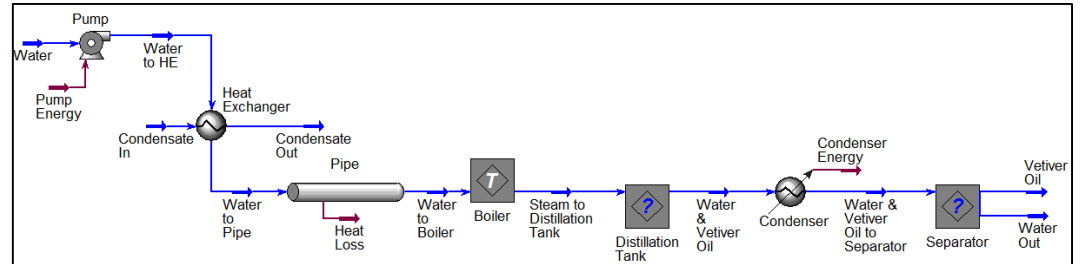 Pump
Water
Water
to HE
Pump
Energy
Heat
Exchanger
Condensate
In
Condensate
Out
Pipe
Water
to
Pipe
Heat
Loss
Water
to
Boiler
T
Boiler
Steam to
Distillation
Tank
?
Distillation
Tank
Water
&
Vetiver
Oil
Condenser
Energy
Condenser
Water &
Vetiver
Oil to
Separator
?
Separator
Vetiver
Oil
Water
Out